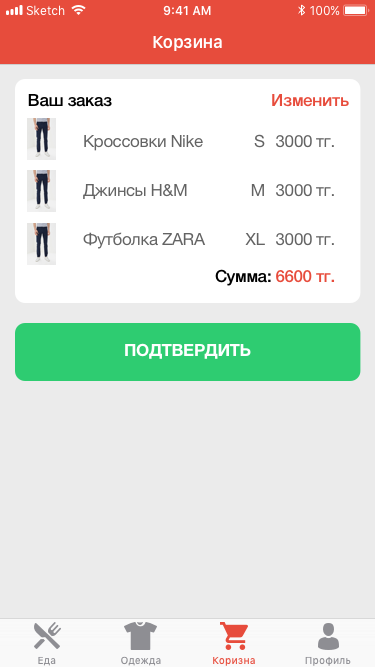 Sketch 9:41 AM 100%
Корзина
Ваш заказ Изменить
Кроссовки Nike S 3000 тг.
Джинсы H&M M 3000 тг.
Футболка ZARA XL 3000 тг.
Сумма: 6600 тг.
ПОДТВЕРДИТЬ
Еда Одежда Коризна Профиль